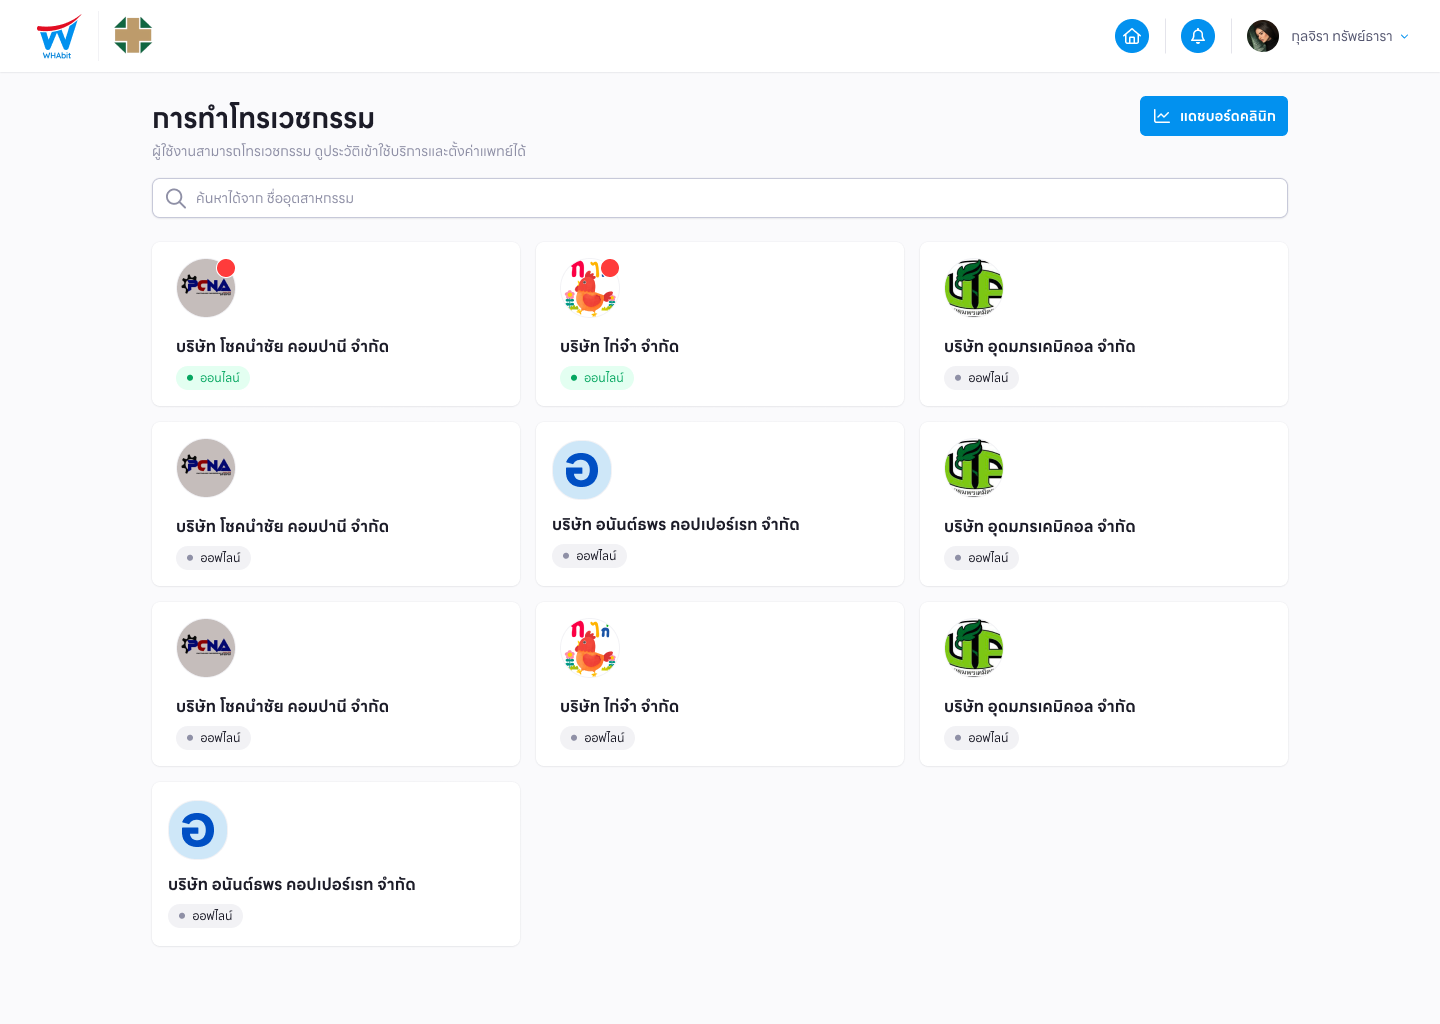 WHAbit
กุลจิรา ทรัพย์ธารา
การทำโทรเวชกรรม
แดชบอร์ดคลินิก
ผู้ใช้งานสามารถโทรเวชกรรม ดูประวัติเข้าใช้บริการและตั้งค่าแพทย์ได้
ค้นหาได้จาก ชื่ออุตสาหกรรม
PCNA
บริษัท โชคนำชัย คอมปานี จำกัด
ออนไลน์
บริษัท ไก่จ๋า จำกัด
ออนไลน์
บริษัท อุดมภรเคมิคอล จำกัด
ออฟไลน์
PCNA
บริษัท โชคนำชัย คอมปานี จำกัด
ออฟไลน์
อ
บริษัท อนันต์ธพร คอปเปอร์เรท จำกัด
ออฟไลน์
บริษัท อุดมภรเคมิคอล จำกัด
ออฟไลน์
PCNA
บริษัท โชคนำชัย คอมปานี จำกัด
ออฟไลน์
ก ไ ก่
บริษัท ไก่จ๋า จำกัด
ออฟไลน์
บริษัท อุดมภรเคมิคอล จำกัด
ออฟไลน์
อ
บริษัท อนันต์ธพร คอปเปอร์เรท จำกัด
ออฟไลน์